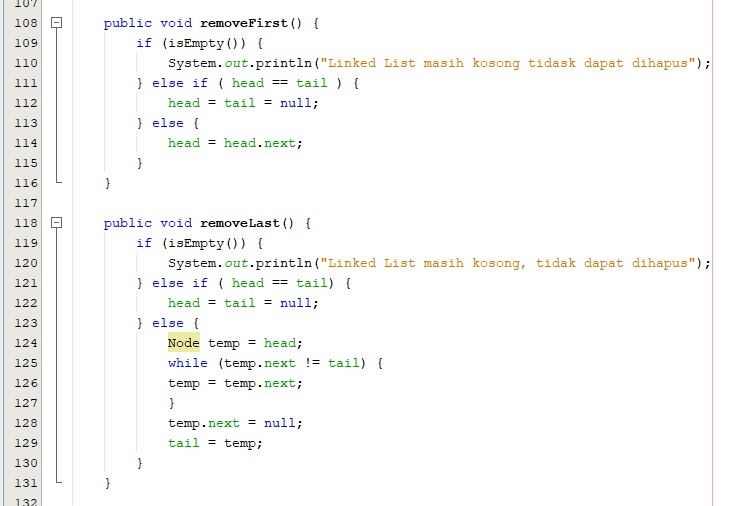 107
108 public void removeFirst() {
109 if (isEmpty()) {
110 System.out.println("Linked List masih kosong tidask dapat dihapus");
111 } else if ( head == tail ) {
112 head = tail = null;
113 } else {
114 head = head.next;
115 }
116 }
117
118 public void removeLast() {
119 if (isEmpty()) {
120 System.out.println("Linked List masih kosong, tidak dapat dihapus");
121 } else if ( head == tail) {
122 head = tail = null;
123 } else {
124 Node temp = head;
125 while (temp.next != tail) {
126 temp = temp.next;
127 }
128 temp.next = null;
129 tail = temp;
130 }
131 }
132